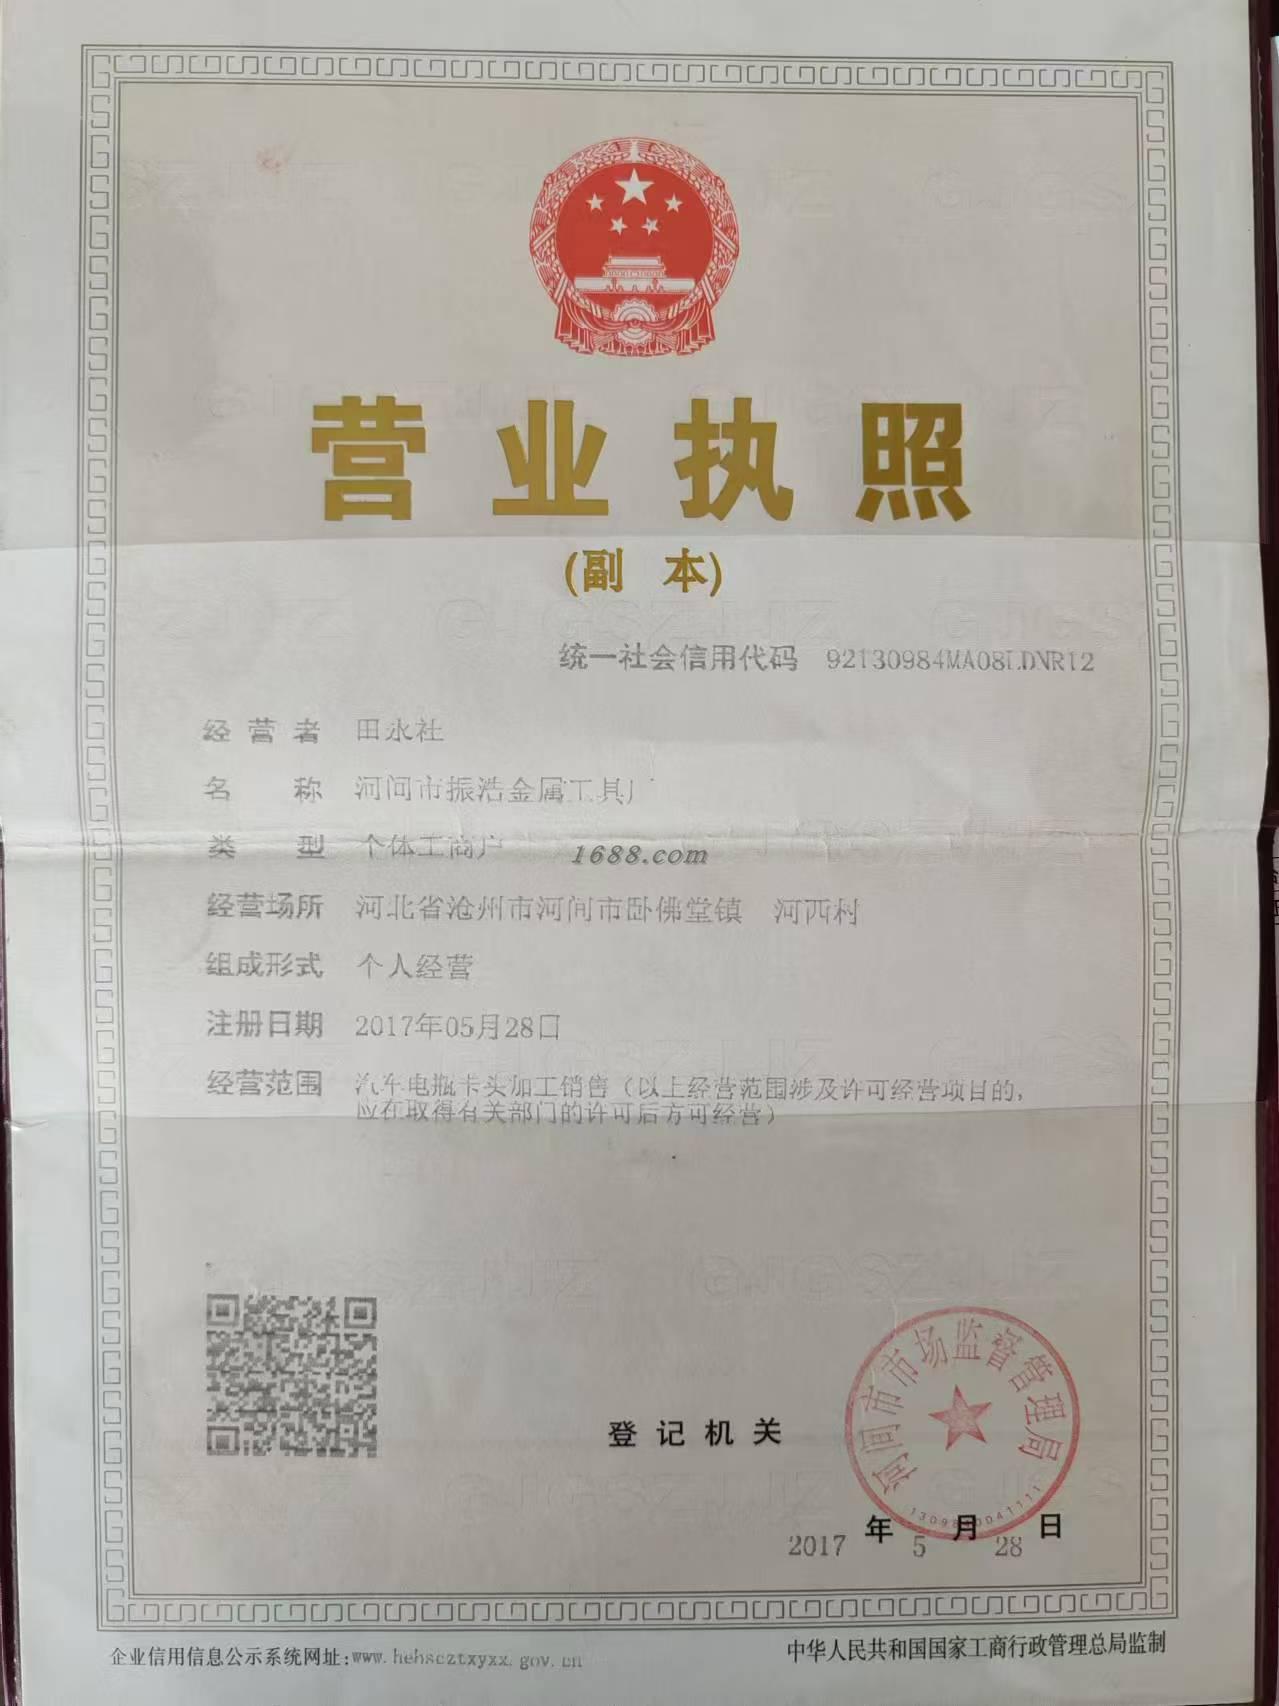 营业执照
(副 本)
统一社会信用代码 92130984MA08LDNR12
经营者 田永社
名称 河间市振浩金属工具厂
类型 个体工商户
1688.com
经营场所 河北省沧州市河间市卧佛堂镇 河西村
组成形式 个人经营
注册日期 2017年05月28日
经营范围 汽车电瓶卡头加工销售（以上经营范围涉及许可经营项目的,
应在取得有关部门的许可后方可经营）
河间市市场监督管理局
登记机关
2017 年 5 月 28 日
企业信用信息公示系统网址:www.hebscztxyxx.gov.cn
中华人民共和国国家工商行政管理总局监制